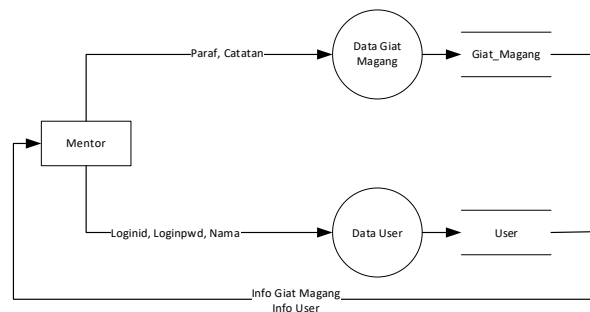 Paraf, Catatan
Data Giat
Magang
Giat_Magang
Mentor
Loginid, Loginpwd, Nama
Data User
User
Info Giat Magang
Info User